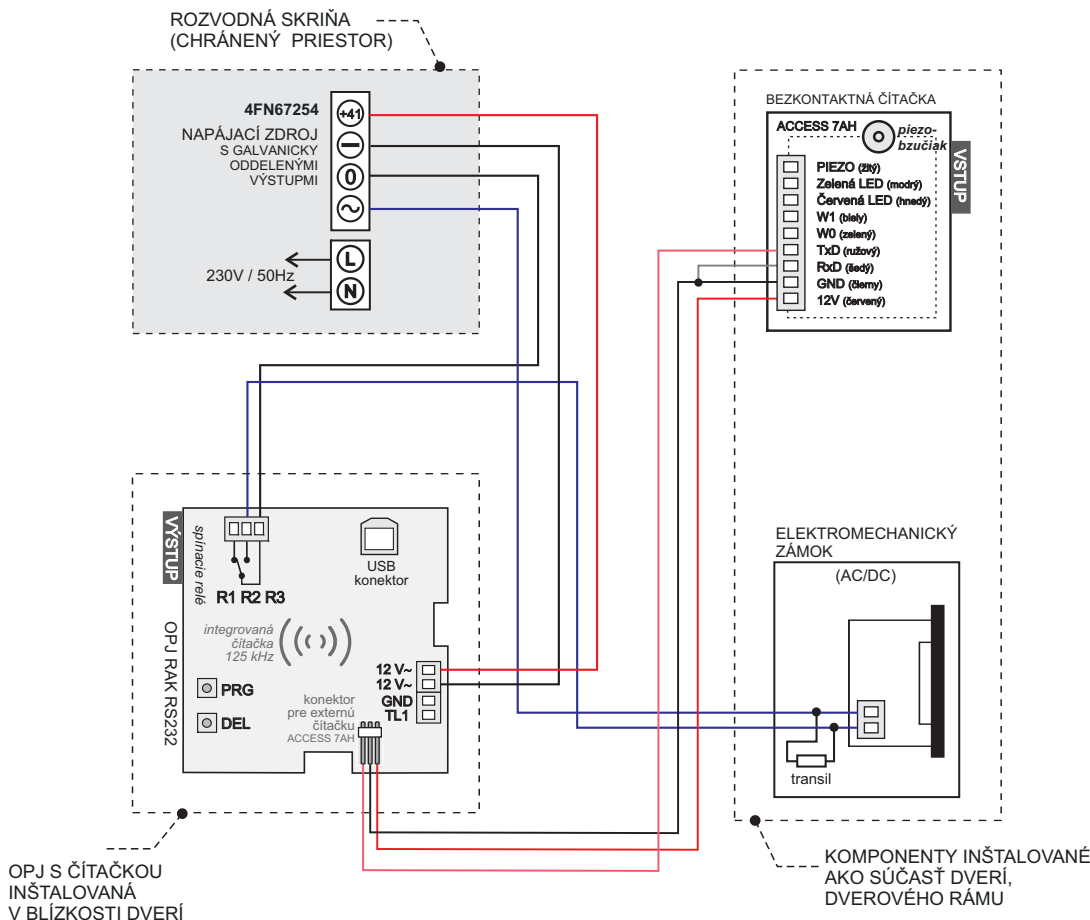 ROZVODNÁ SKRIŇA
(CHRÁNENÝ PRIESTOR)
4FN67254
NAPÁJACÍ ZDROJ
S GALVANICKY
ODDELENÝMI
VÝSTUPMI
+41
−
0
~
230V / 50Hz
L
N
BEZKONTAKTNÁ ČÍTAČKA
ACCESS 7AH
piezo-
bzučiak
VSTUP
PIEZO (žltý)
Zelená LED (modrý)
Červená LED (hnedý)
W1 (biely)
W0 (zelený)
TxD (ružový)
RxD (šedý)
GND (čierny)
12V (červený)
VÝSTUP
spínacie relé
R1 R2 R3
USB
konektor
integrovaná
čítačka
125 kHz
OPJ RAK RS232
PRG
DEL
12 V~
12 V~
GND
TL1
konektor
pre externú
čítačku
ACCESS 7AH
ELEKTROMECHANICKÝ
ZÁMOK
(AC/DC)
transil
OPJ S ČÍTAČKOU
INŠTALOVANÁ
V BLÍZKOSTI DVERÍ
KOMPONENTY INŠTALOVANÉ
AKO SÚČASŤ DVERÍ,
DVEROVÉHO RÁMU